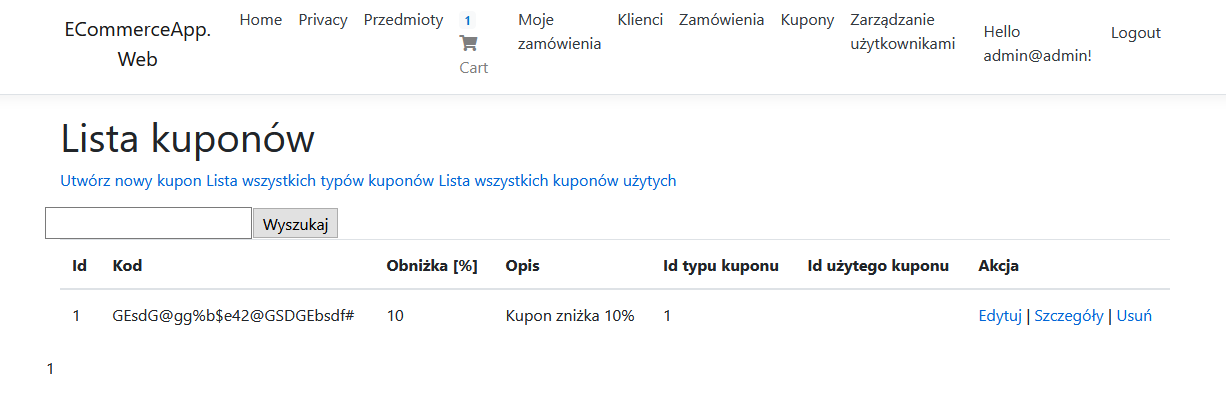 ECommerceApp.
Web
Home Privacy Przedmioty 1 Cart Moje zamówienia Klienci Zamówienia Kupony Zarządzanie użytkownikami Hello admin@admin! Logout
Lista kuponów
Utwórz nowy kupon Lista wszystkich typów kuponów Lista wszystkich kuponów użytych
Wyszukaj
Id Kod Obniżka [%] Opis Id typu kuponu Id użytego kuponu Akcja
1 GEsdG@gg%b$e42@GSDGEbsdf# 10 Kupon zniżka 10% 1 Edytuj | Szczegóły | Usuń
1